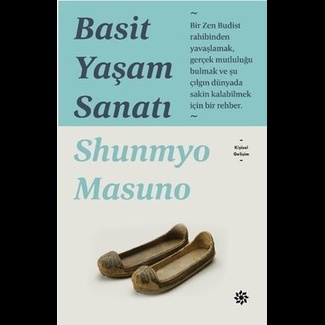 Basit
Yaşam
Sanatı
~
Bir Zen Budist
rahibinden
yavaşlamak,
gerçek mutluluğu
bulmak ve şu
çılgın dünyada
sakin kalabilmek
için bir rehber.
~
Shunmyo
Masuno
~
Kişisel
Gelişim
~